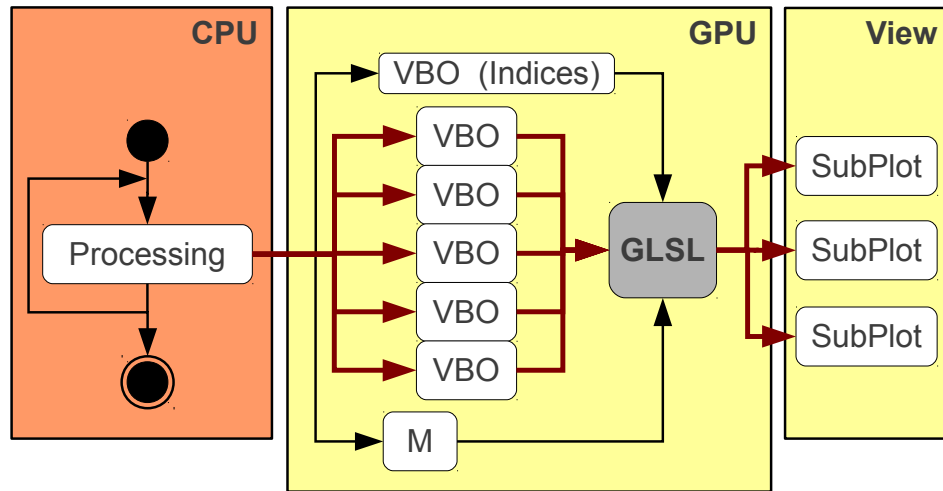 CPU
GPU
View
VBO (Indices)
VBO
VBO
VBO
VBO
VBO
M
Processing
GLSL
SubPlot
SubPlot
SubPlot